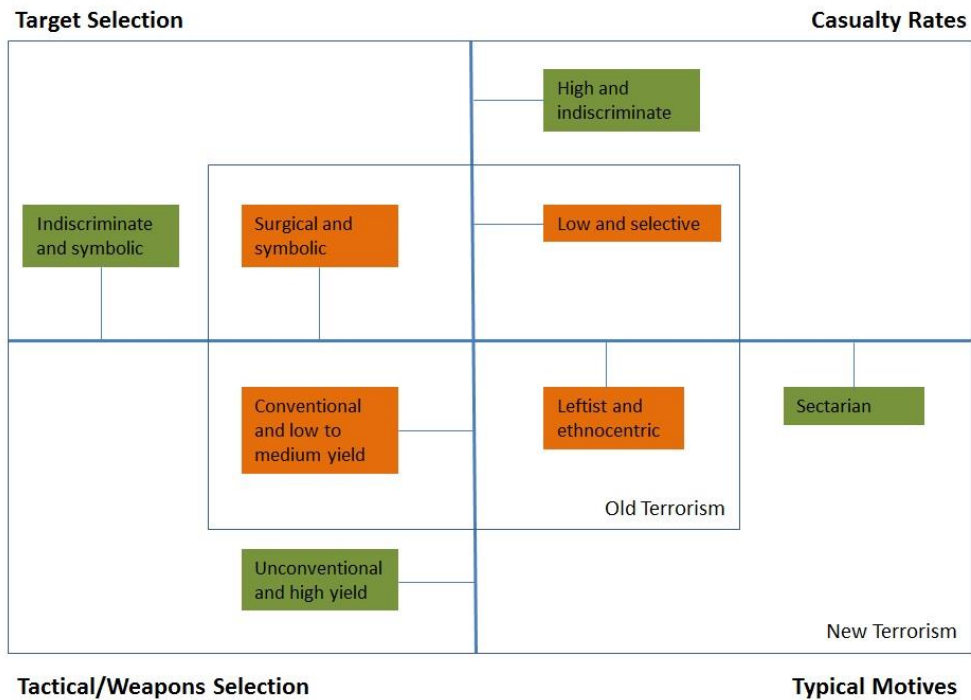 Target Selection
Casualty Rates
High and
indiscriminate
Indiscriminate
and symbolic
Surgical and
symbolic
Low and selective
Conventional
and low to
medium yield
Leftist and
ethnocentric
Sectarian
Old Terrorism
Unconventional
and high yield
New Terrorism
Tactical/Weapons Selection
Typical Motives